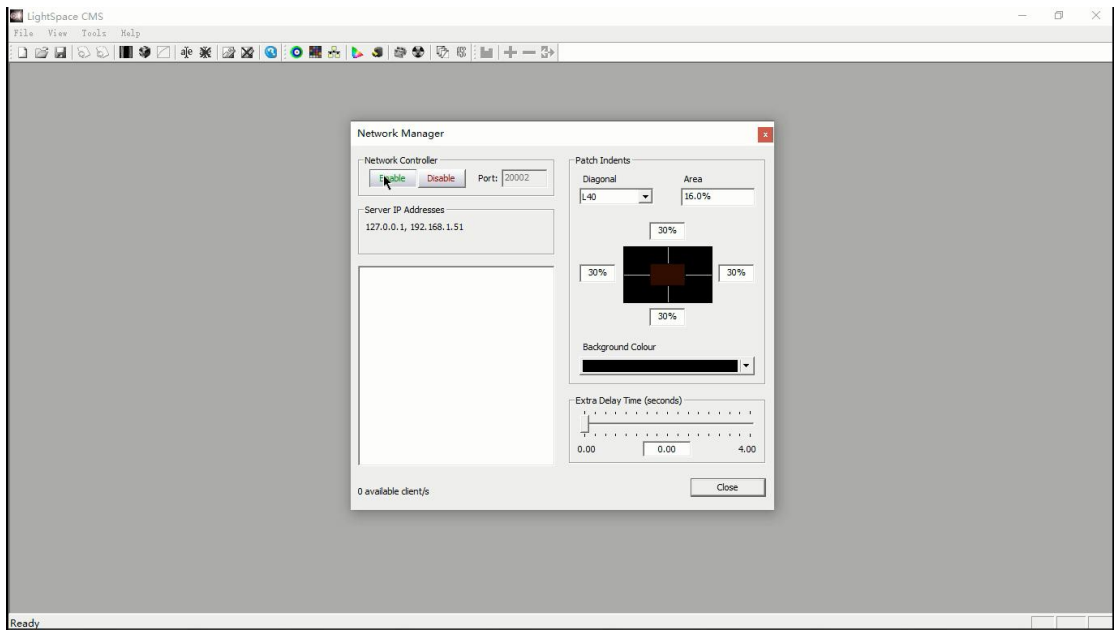 LightSpace CMS
File View Tools Help
Network Manager
x
Network Controller
Enable Disable Port: 20002
Server IP Addresses
127.0.0.1, 192.168.1.51
0 available client/s
Patch Indents
Diagonal Area
L40 16.0%
30%
30% 30%
30%
Background Colour
Extra Delay Time (seconds)
0.00 0.00 4.00
Close
Ready